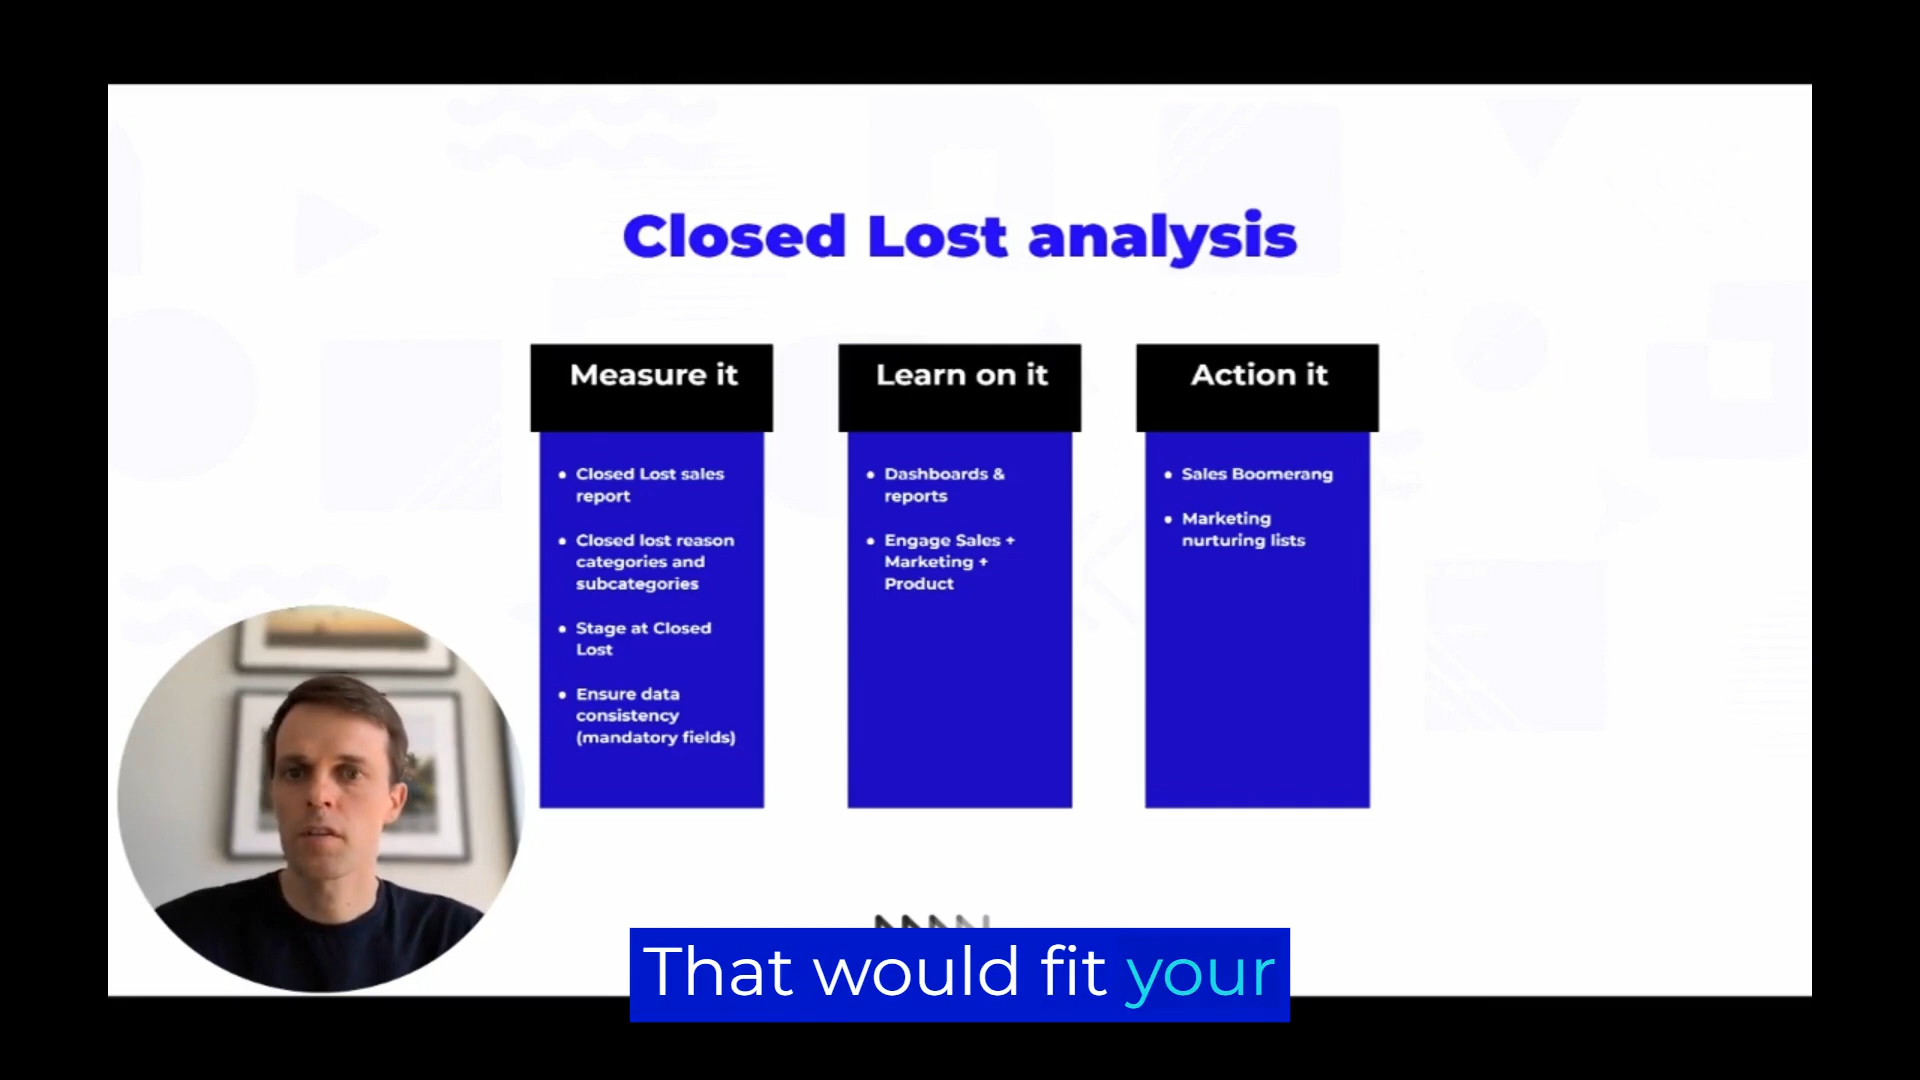 Closed Lost analysis
Measure it
• Closed Lost sales
report
• Closed lost reason
categories and
subcategories
• Stage at Closed
Lost
• Ensure data
consistency
(mandatory fields)
Learn on it
• Dashboards &
reports
• Engage Sales +
Marketing +
Product
Action it
• Sales Boomerang
• Marketing
nurturing lists
That would fit your